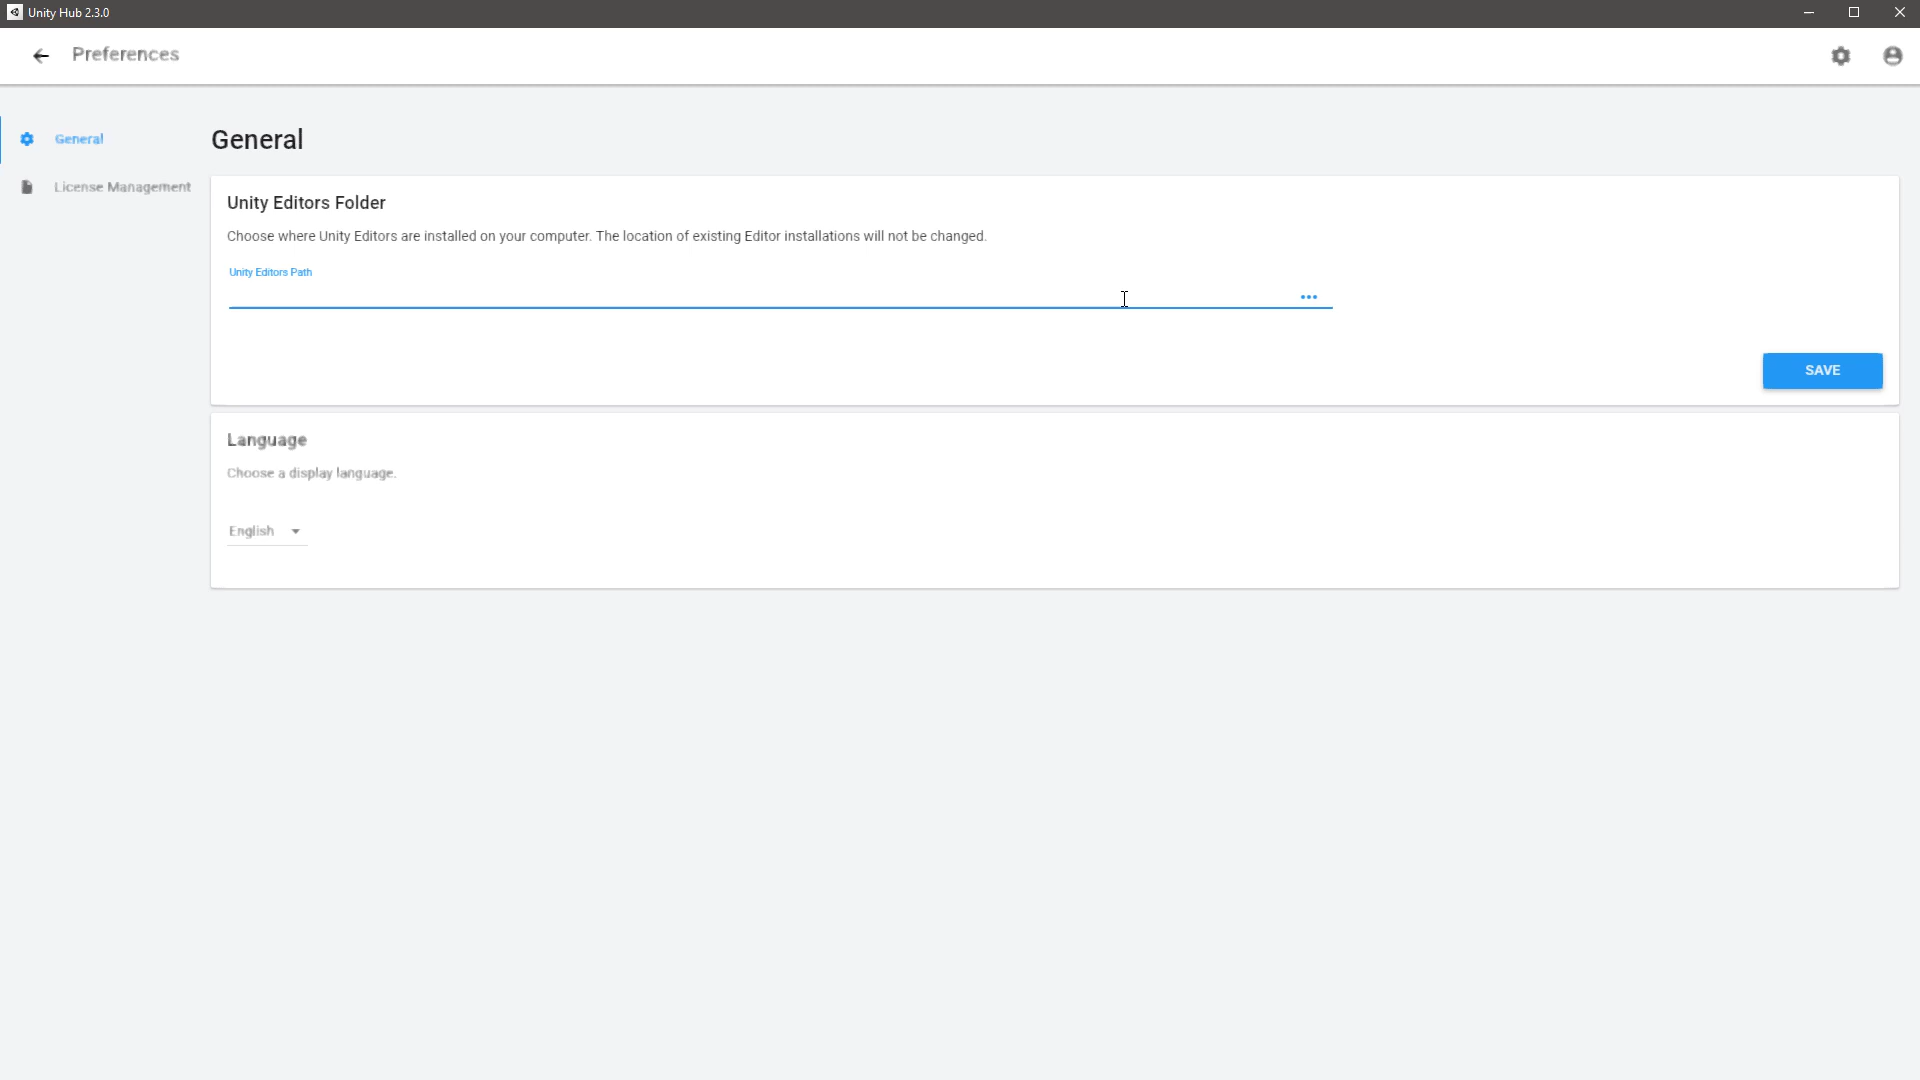 Unity Hub 2.3.0
Preferences
General
License Management
General
Unity Editors Folder
Choose where Unity Editors are installed on your computer. The location of existing Editor installations will not be changed.
Unity Editors Path
SAVE
Language
Choose a display language.
English